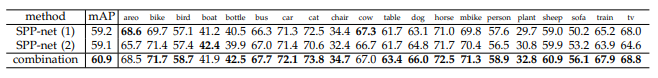 method mAP areo bike bird boat bottle bus car cat chair cow table dog horse mbike person plant sheep sofa train tv
SPP-net (1) 59.2 68.6 69.7 57.1 41.2 40.5 66.3 71.3 72.5 34.4 67.3 61.7 63.1 71.0 69.8 57.6 29.7 59.0 50.2 65.2 68.0
SPP-net (2) 59.1 65.7 71.4 57.4 42.4 39.9 67.0 71.4 70.6 32.4 66.7 61.7 64.8 71.7 70.4 56.5 30.8 59.9 53.2 63.9 64.6
combination 60.9 68.5 71.7 58.7 41.9 42.5 67.7 72.1 73.8 34.7 67.0 63.4 66.0 72.5 71.3 58.9 32.8 60.9 56.1 67.9 68.8